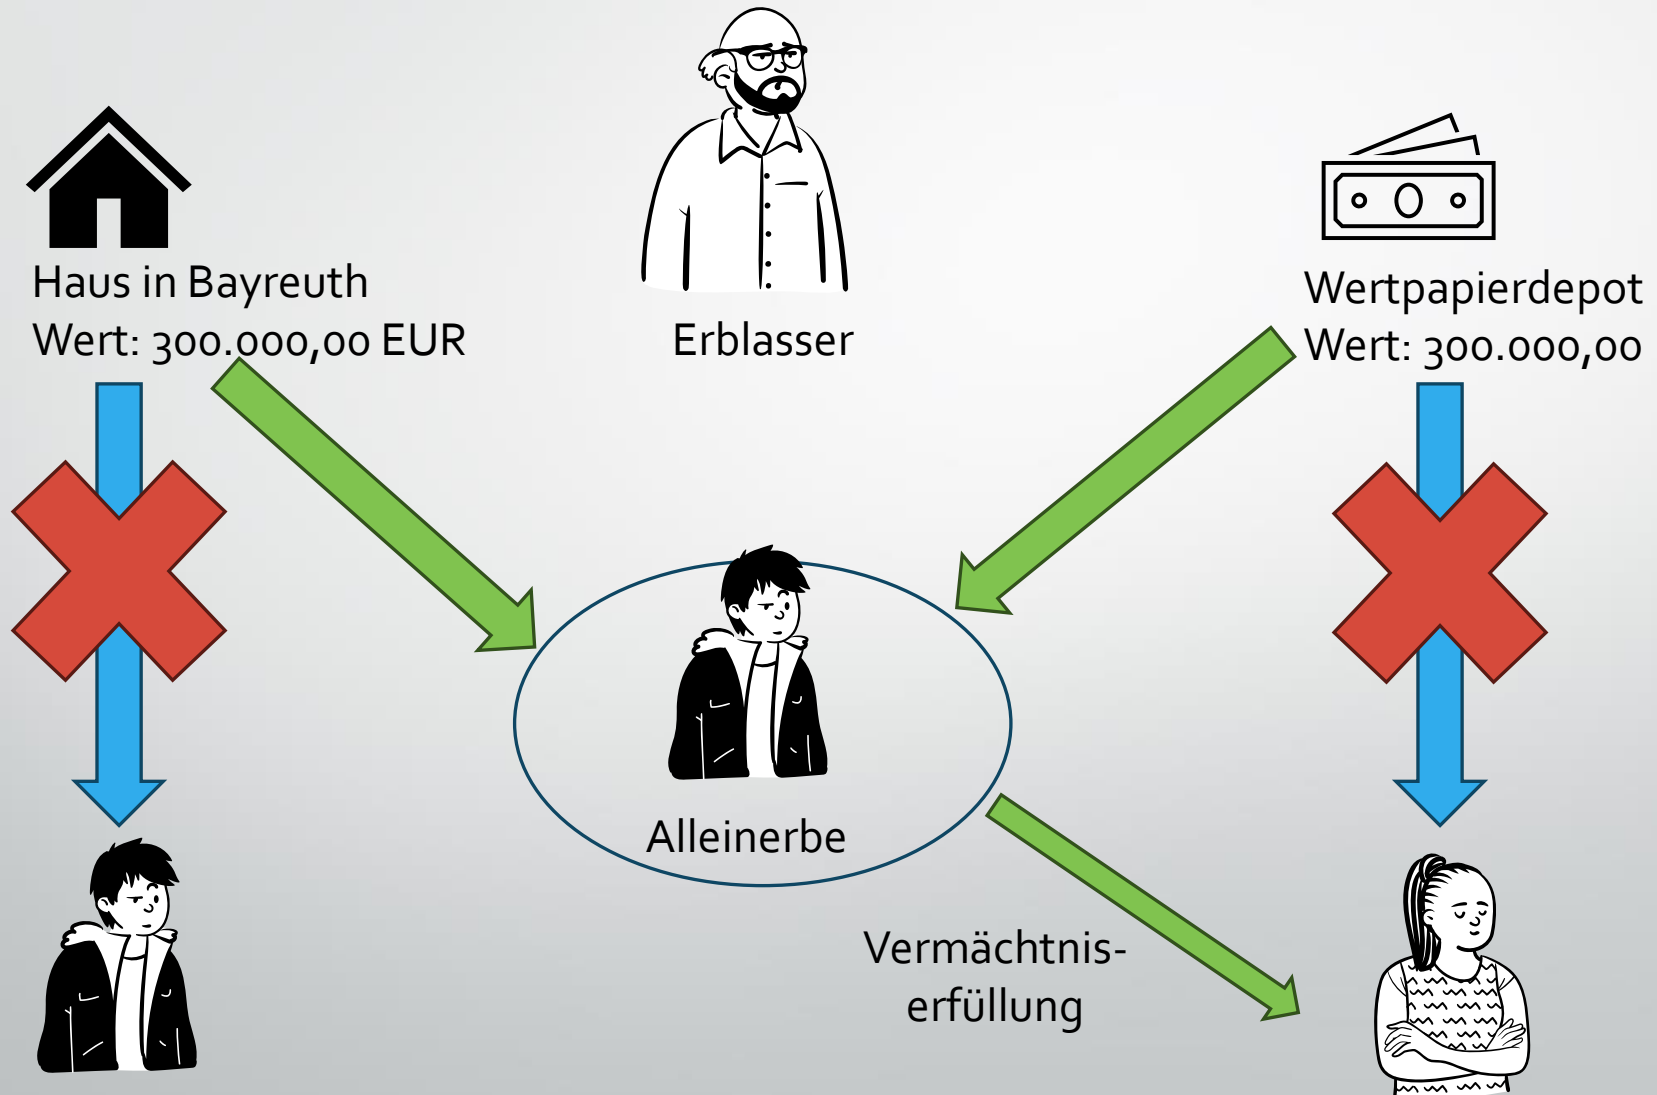 Haus in Bayreuth
Wert: 300.000,00 EUR
Erblasser
Wertpapierdepot
Wert: 300.000,00
Alleinerbe
Vermächtnis-
erfüllung